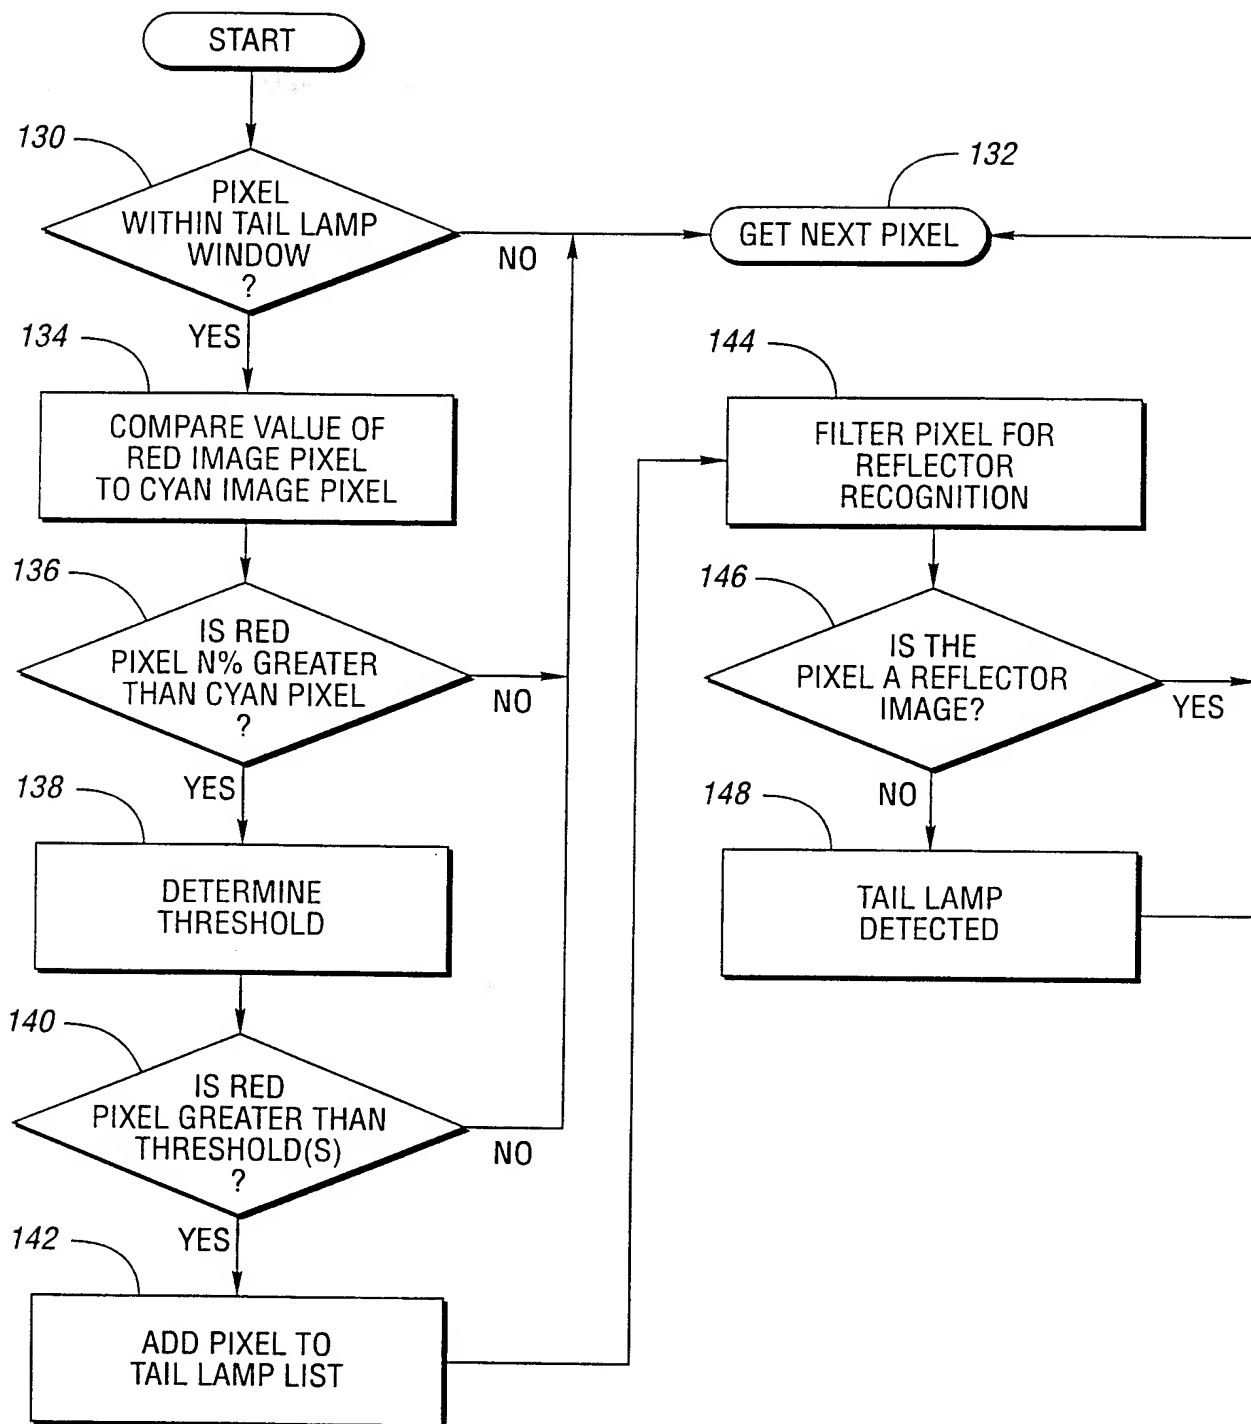 START
130
PIXEL
WITHIN TAIL LAMP
WINDOW
?
NO
YES
132
GET NEXT PIXEL
134
COMPARE VALUE OF
RED IMAGE PIXEL
TO CYAN IMAGE PIXEL
136
IS RED
PIXEL N% GREATER
THAN CYAN PIXEL
?
NO
YES
138
DETERMINE
THRESHOLD
140
IS RED
PIXEL GREATER THAN
THRESHOLD(S)
?
NO
YES
142
ADD PIXEL TO
TAIL LAMP LIST
144
FILTER PIXEL FOR
REFLECTOR
RECOGNITION
146
IS THE
PIXEL A REFLECTOR
IMAGE?
YES
NO
148
TAIL LAMP
DETECTED